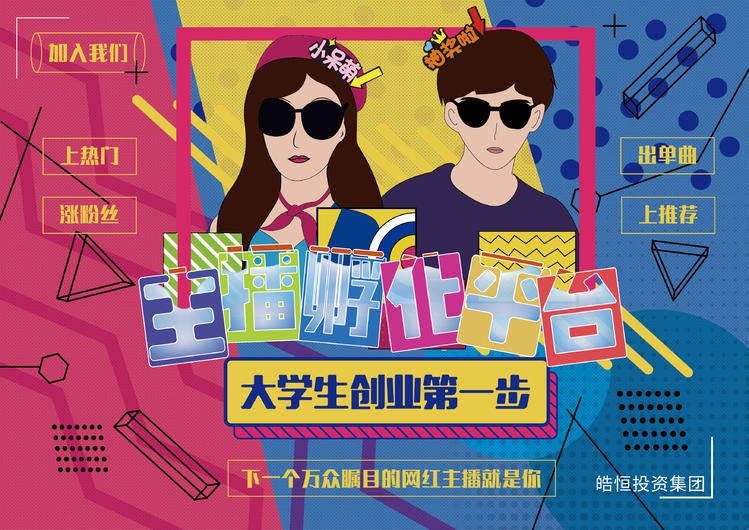 加入我们
小呆萌
抽奖啦
上热门
涨粉丝
出单曲
上推荐
主播孵化平台
大学生创业第一步
下一个万众瞩目的网红主播就是你
皓恒投资集团